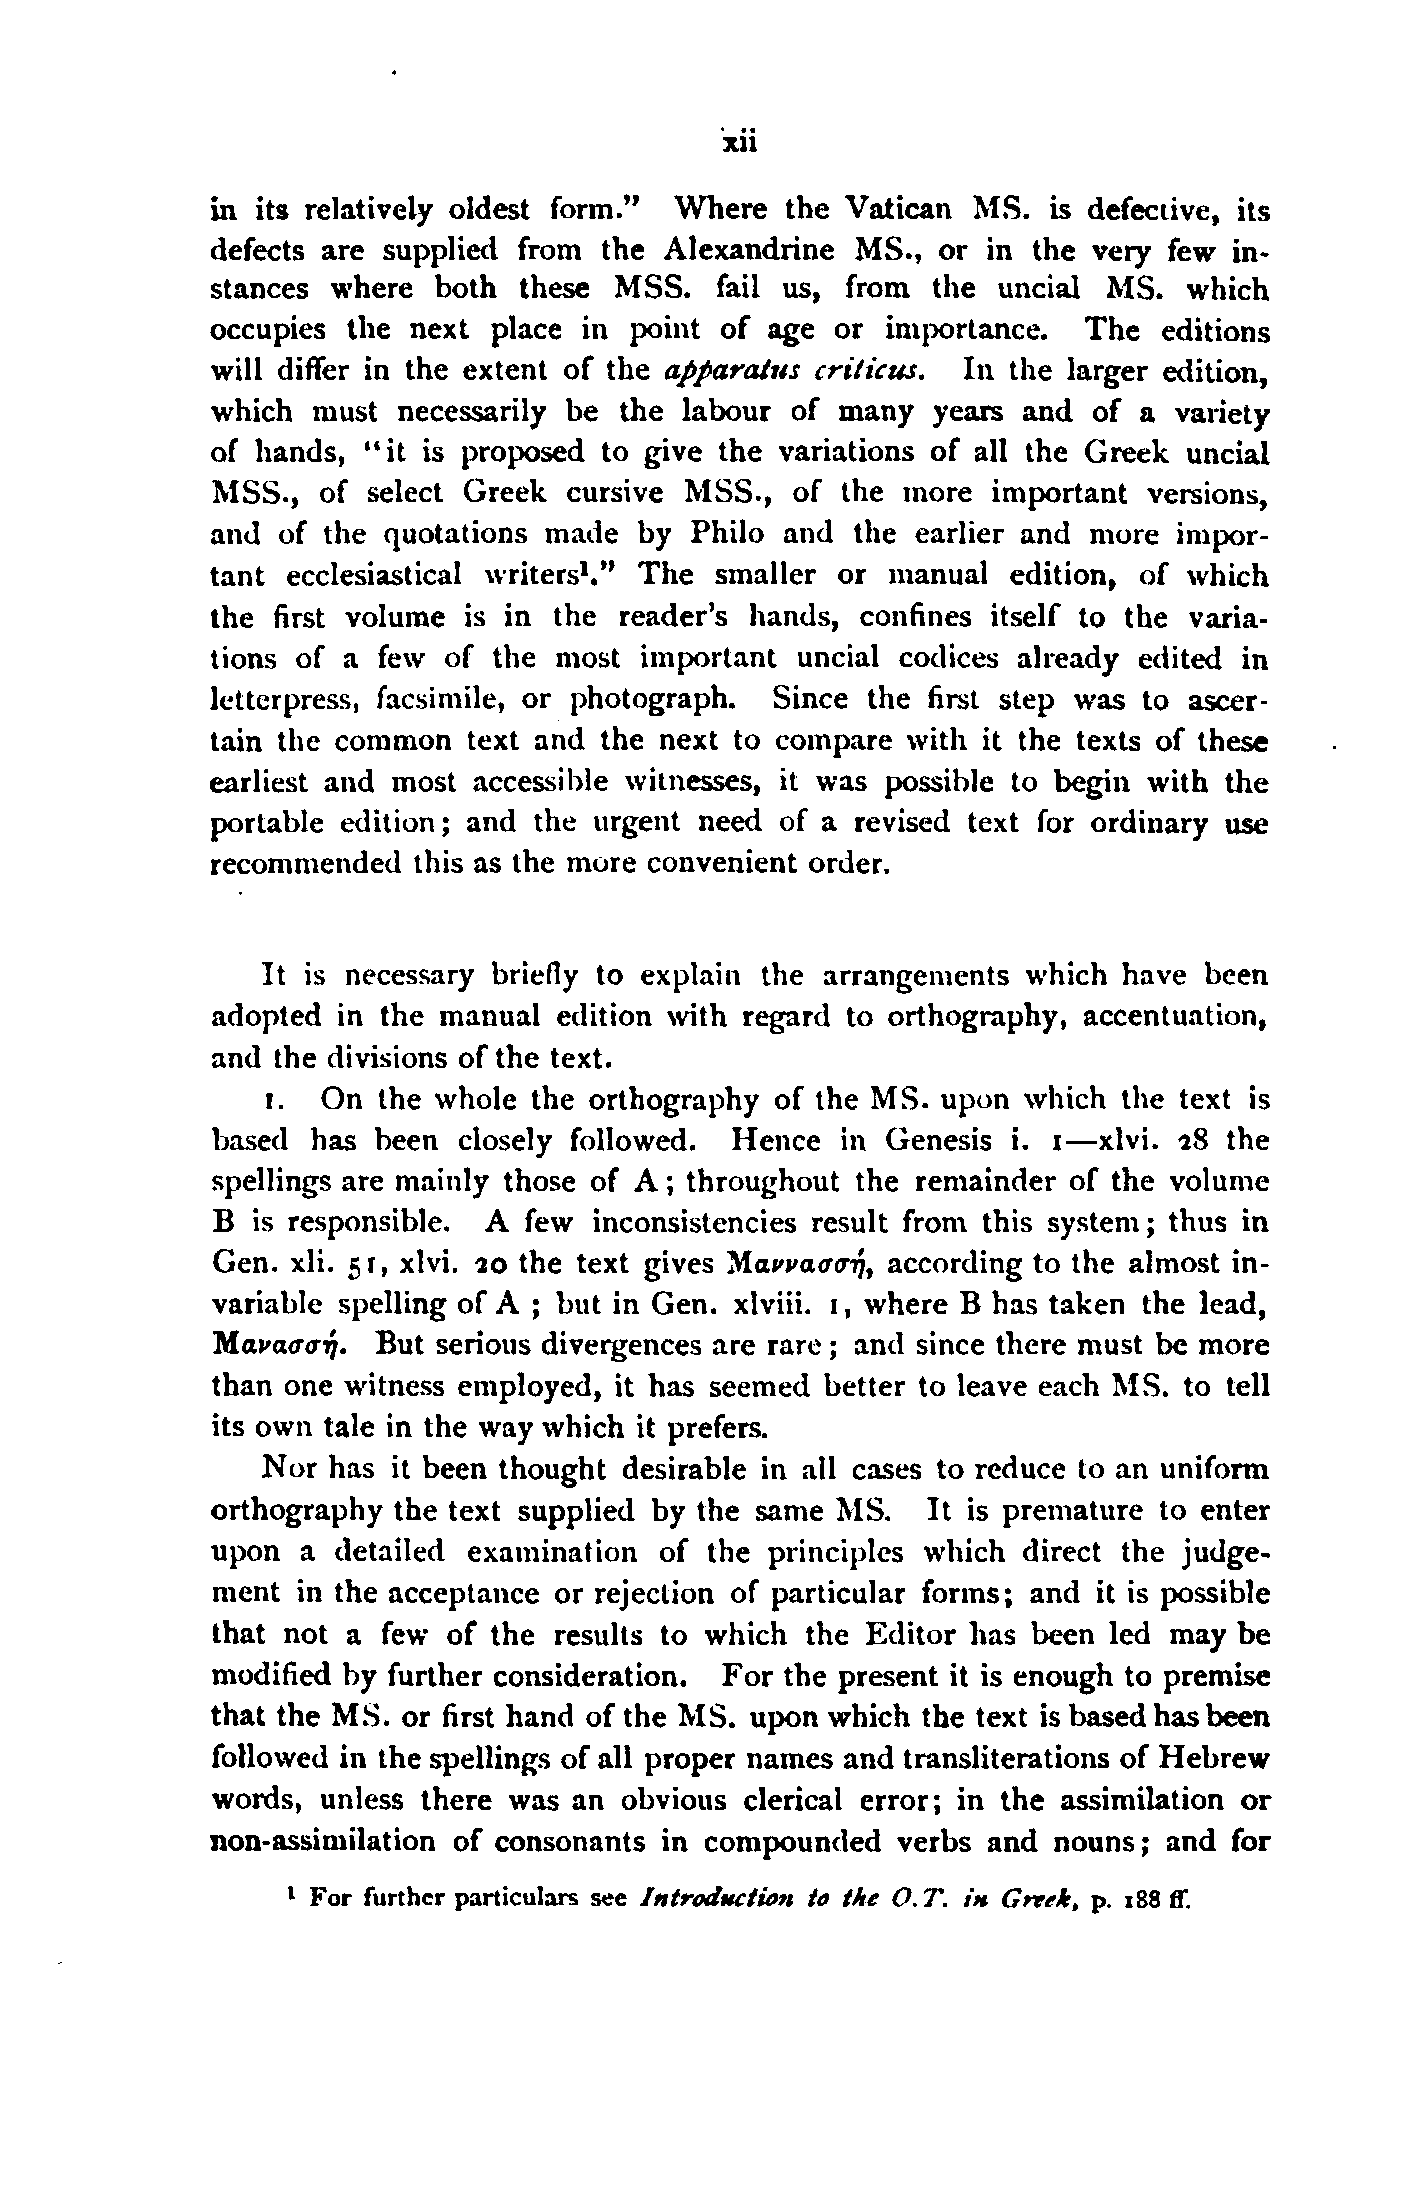 xii
in its relatively oldest form.” Where the Vatican MS. is defective, its
defects are supplied from the Alexandrine MS., or in the very few in-
stances where both these MSS. fail us, from the uncial MS. which
occupies the next place in point of age or importance. The editions
will differ in the extent of the apparatus criticus. In the larger edition,
which must necessarily be the labour of many years and of a variety
of hands, “it is proposed to give the variations of all the Greek uncial
MSS., of select Greek cursive MSS., of the more important versions,
and of the quotations made by Philo and the earlier and more impor-
tant ecclesiastical writers¹.” The smaller or manual edition, of which
the first volume is in the reader’s hands, confines itself to the varia-
tions of a few of the most important uncial codices already edited in
letterpress, facsimile, or photograph. Since the first step was to ascer-
tain the common text and the next to compare with it the texts of these
earliest and most accessible witnesses, it was possible to begin with the
portable edition; and the urgent need of a revised text for ordinary use
recommended this as the more convenient order.
It is necessary briefly to explain the arrangements which have been
adopted in the manual edition with regard to orthography, accentuation,
and the divisions of the text.
1. On the whole the orthography of the MS. upon which the text is
based has been closely followed. Hence in Genesis i. 1—xlvi. 28 the
spellings are mainly those of A; throughout the remainder of the volume
B is responsible. A few inconsistencies result from this system; thus in
Gen. xli. 51, xlvi. 20 the text gives Μαννασσή, according to the almost in-
variable spelling of A ; but in Gen. xlviii. 1, where B has taken the lead,
Μανασσή. But serious divergences are rare; and since there must be more
than one witness employed, it has seemed better to leave each MS. to tell
its own tale in the way which it prefers.
Nor has it been thought desirable in all cases to reduce to an uniform
orthography the text supplied by the same MS. It is premature to enter
upon a detailed examination of the principles which direct the judge-
ment in the acceptance or rejection of particular forms; and it is possible
that not a few of the results to which the Editor has been led may be
modified by further consideration. For the present it is enough to premise
that the MS. or first hand of the MS. upon which the text is based has been
followed in the spellings of all proper names and transliterations of Hebrew
words, unless there was an obvious clerical error; in the assimilation or
non-assimilation of consonants in compounded verbs and nouns; and for
¹ For further particulars see Introduction to the O.T. in Greek, p. 188 ff.